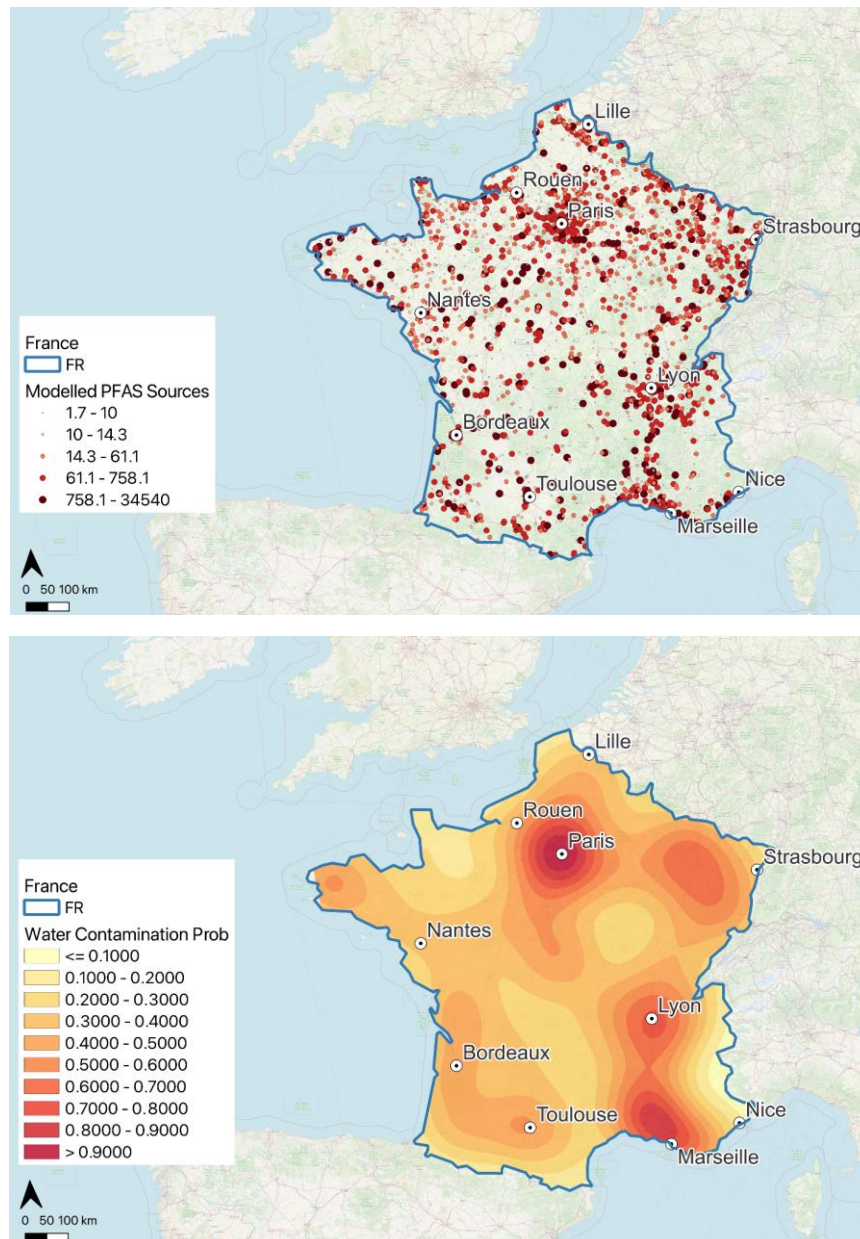 Lille
Rouen
Paris
Strasbourg
Nantes
Lyon
Bordeaux
Toulouse
Nice
Marseille
France
FR
Modelled PFAS Sources
1.7 - 10
10 - 14.3
14.3 - 61.1
61.1 - 758.1
758.1 - 34540
0 50 100 km
Lille
Rouen
Paris
Strasbourg
Nantes
Lyon
Bordeaux
Toulouse
Nice
Marseille
France
FR
Water Contamination Prob
<= 0.1000
0.1000 - 0.2000
0.2000 - 0.3000
0.3000 - 0.4000
0.4000 - 0.5000
0.5000 - 0.6000
0.6000 - 0.7000
0.7000 - 0.8000
0.8000 - 0.9000
> 0.9000
0 50 100 km